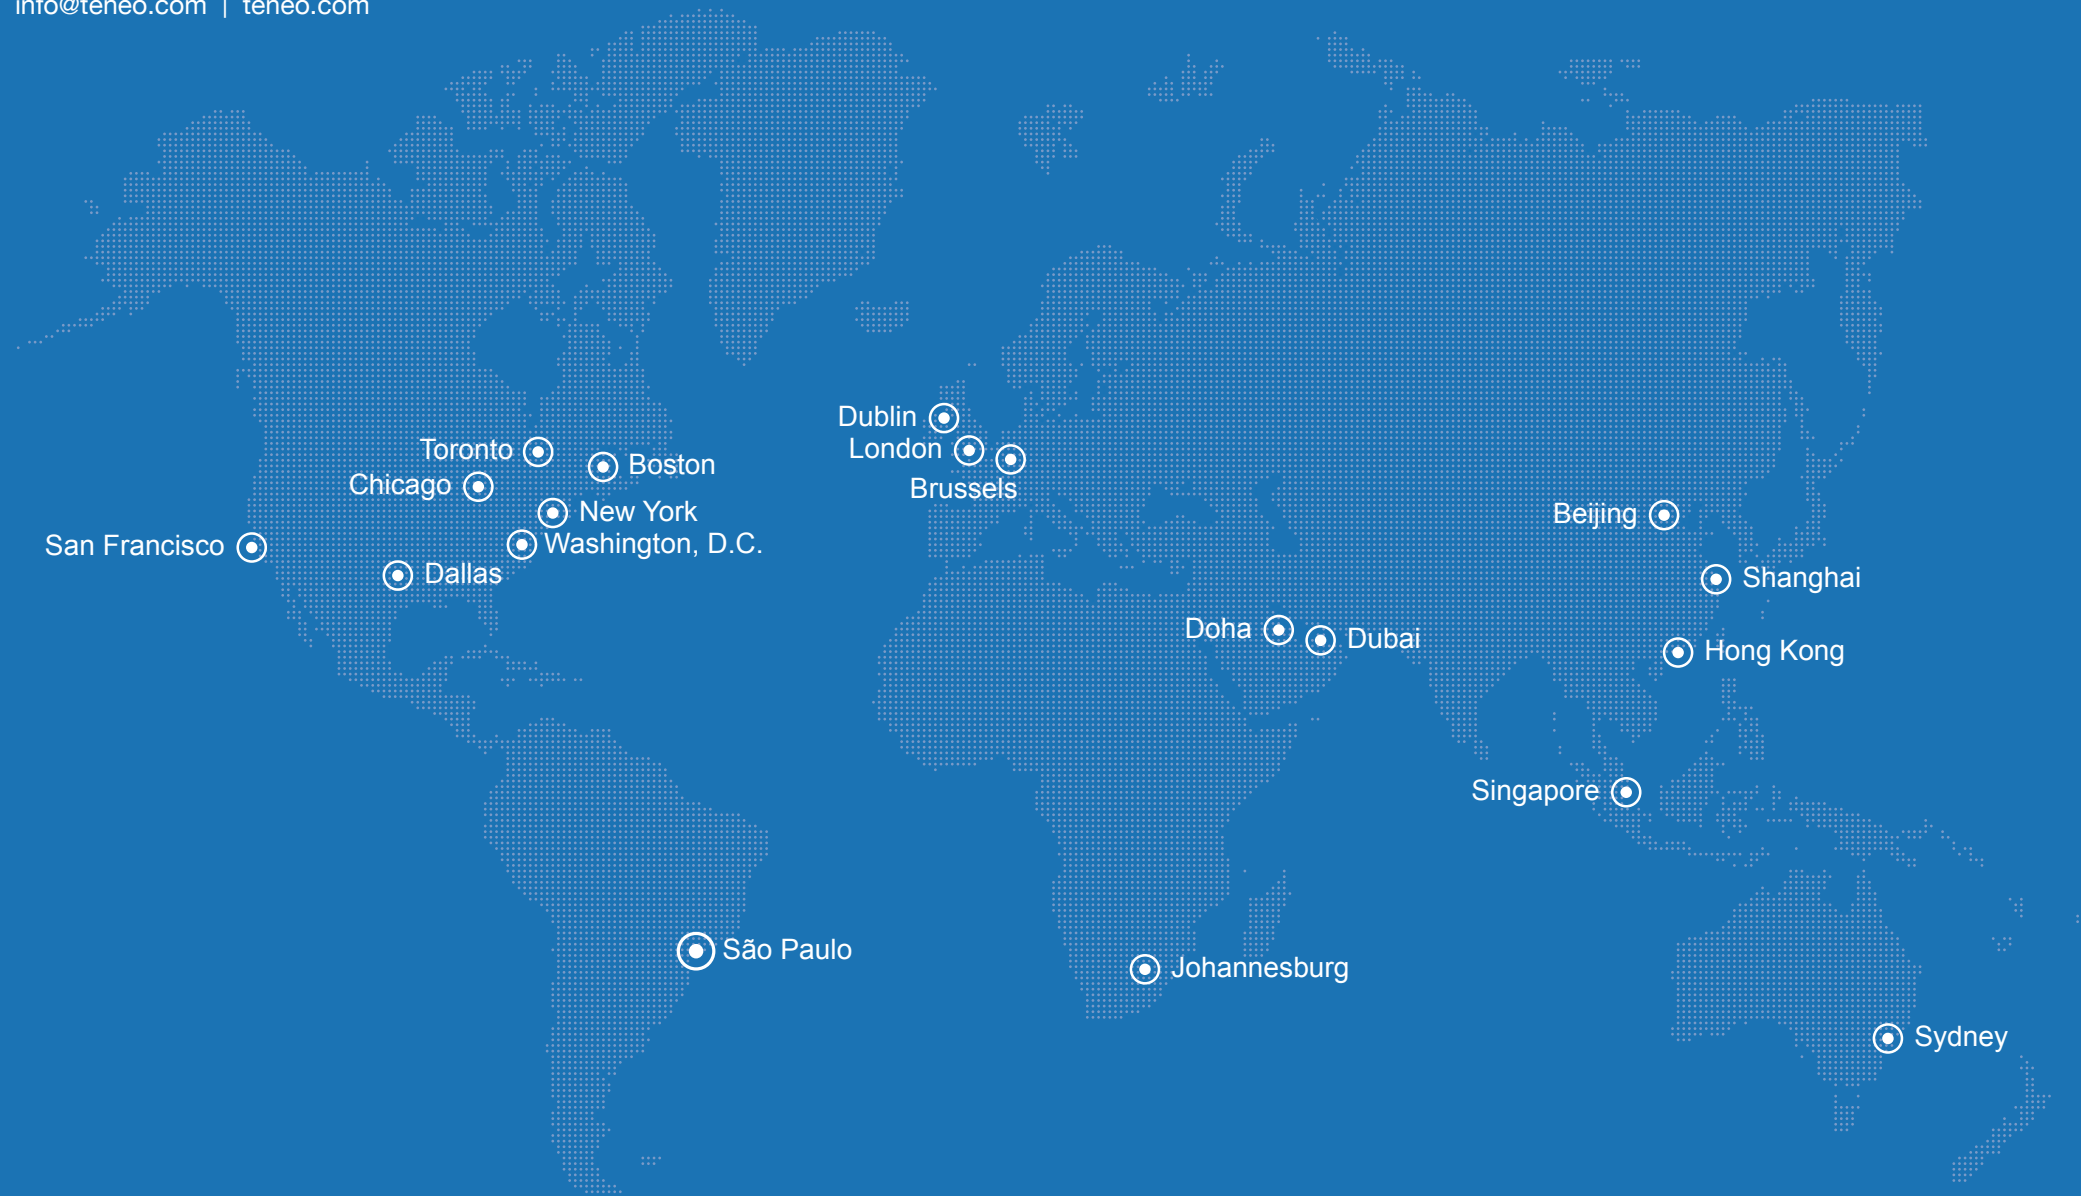 info@teneo.com | teneo.com
Dublin
London
Brussels
Toronto
Boston
Chicago
New York
San Francisco
Washington, D.C.
Dallas
Beijing
Shanghai
Doha
Dubai
Hong Kong
Singapore
São Paulo
Johannesburg
Sydney